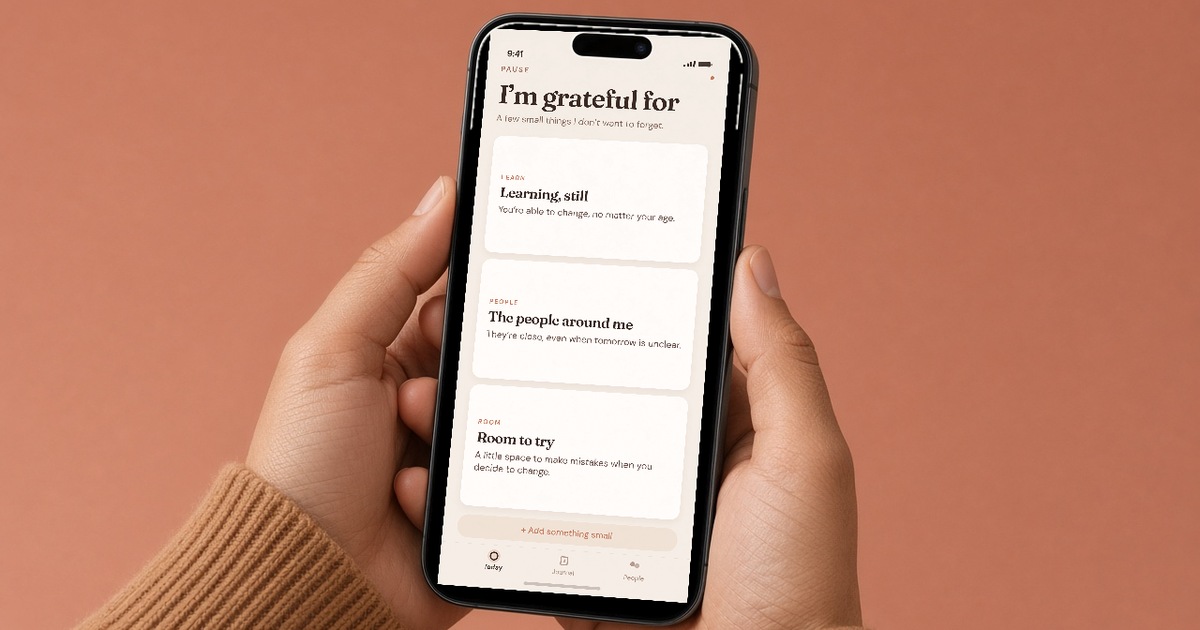 9:41
PAUSE
I'm grateful for
A few small things I don't want to forget.
LEARN
Learning, still
You're able to change, no matter your age.
PEOPLE
The people around me
They're close, even when tomorrow is unclear.
ROOM
Room to try
A little space to make mistakes when you
decide to change.
+ Add something small
Today
Journal
People